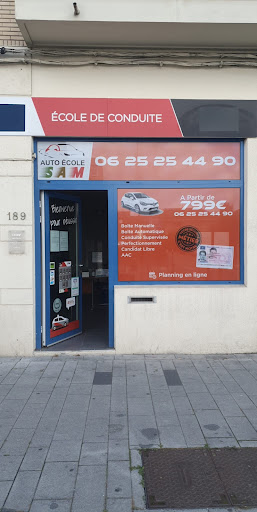 ÉCOLE DE CONDUITE
AUTO ÉCOLE
SAM
06 25 25 44 90
189
Bienvenue
A Partir de
799€
06 25 25 44 90
Boîte Manuelle
Boîte Automatique
Conduite Supervisée
Perfectionnement
Candidat Libre
AAC
Planning en ligne